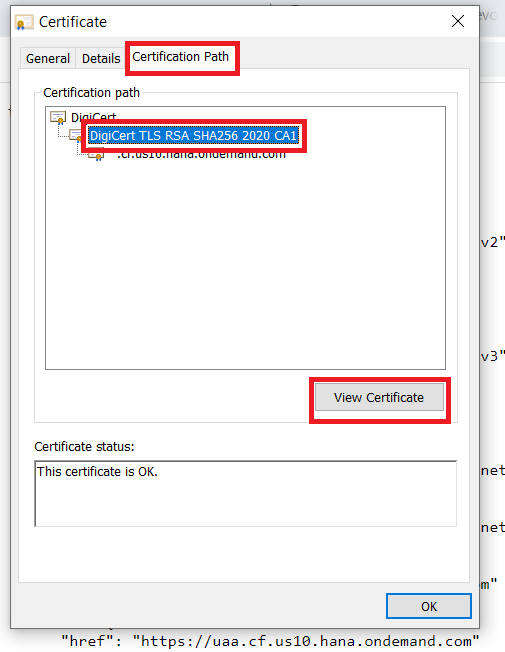 Certificate
evc
General Details Certification Path
Certification path
DigiCert
DigiCert TLS RSA SHA256 2020 CA1
.cf.us10.hana.ondemand.com
v2"
v3"
View Certificate
Certificate status:
This certificate is OK.
net
net
om"
OK
"href": "https://uaa.cf.us10.hana.ondemand.com"